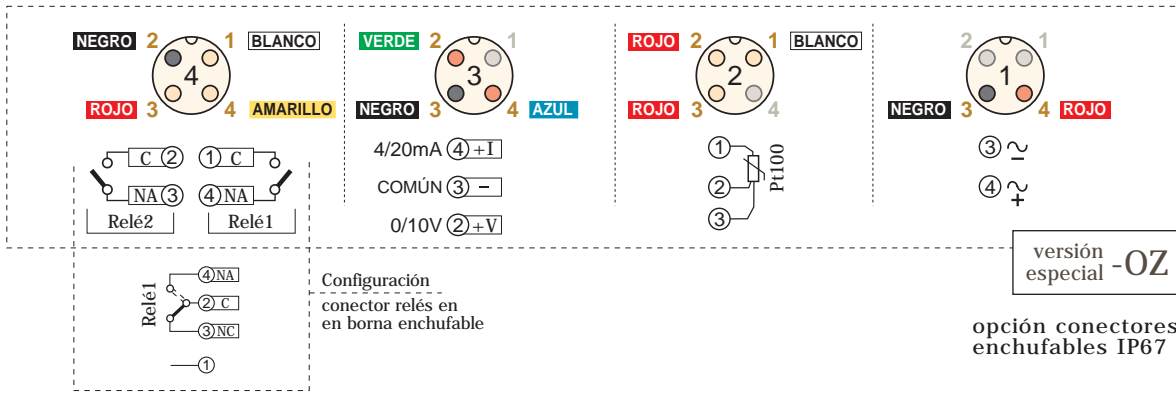 NEGRO 2 1 BLANCO
4
ROJO 3 4 AMARILLO
C 2 1 C
NA 3 4 NA
Relé2 Relé1
VERDE 2 1
3
NEGRO 3 4 AZUL
4/20mA 4 +I
COMÚN 3 −
0/10V 2 +V
ROJO 2 1 BLANCO
2
ROJO 3 4
1
2
3
Pt100
2 1
1
NEGRO 3 4 ROJO
3 ~ −
4 ~ +
Relé1
4 NA
2 C
3 NC
1
Configuración
conector relés en
en borna enchufable
versión
especial -OZ
opción conectores
enchufables IP67